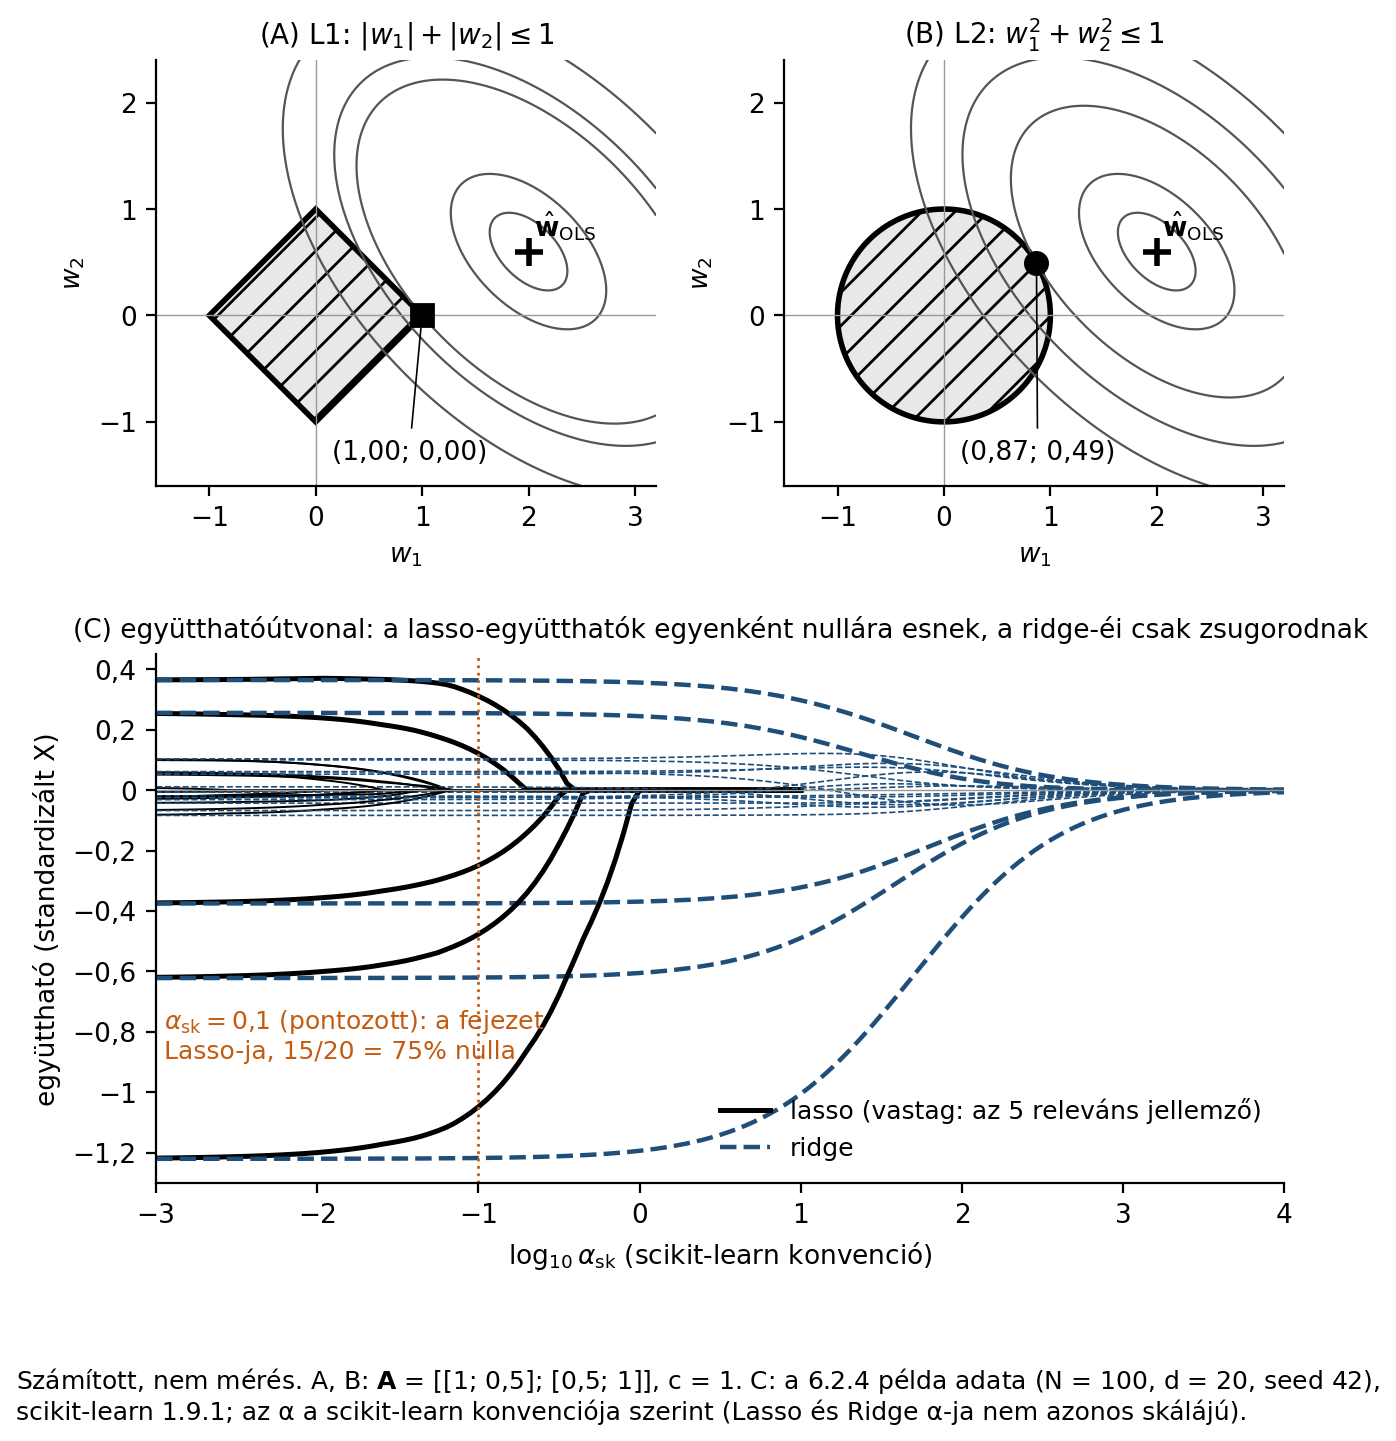 (A) L1: |w₁| + |w₂| ≤ 1
(B) L2: w₁² + w₂² ≤ 1
2
1
0
−1
w₂
ŵ_OLS
(1,00; 0,00)
−1
0
1
2
3
w₁
2
1
0
−1
w₂
ŵ_OLS
(0,87; 0,49)
−1
0
1
2
3
w₁
(C) együtthatóútvonal: a lasso-együtthatók egyenként nullára esnek, a ridge-éi csak zsugorodnak
0,4
0,2
0
−0,2
−0,4
−0,6
−0,8
−1
−1,2
együttható (standardizált X)
α_sk = 0,1 (pontozott): a fejezet
Lasso-ja, 15/20 = 75% nulla
lasso (vastag: az 5 releváns jellemző)
ridge
−3
−2
−1
0
1
2
3
4
log₁₀ α_sk (scikit-learn konvenció)
Számított, nem mérés. A, B: A = [[1; 0,5]; [0,5; 1]], c = 1. C: a 6.2.4 példa adata (N = 100, d = 20, seed 42),
scikit-learn 1.9.1; az α a scikit-learn konvenciója szerint (Lasso és Ridge α-ja nem azonos skálájú).